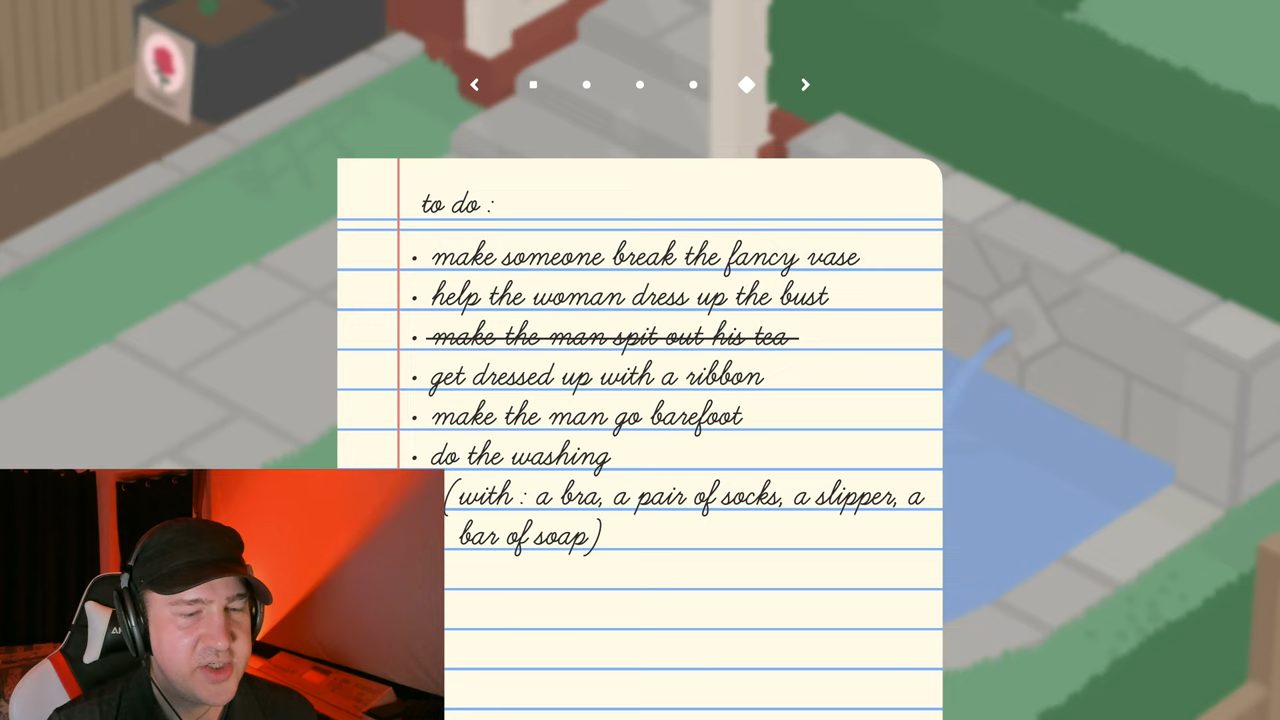 to do :
• make someone break the fancy vase
• help the woman dress up the bust
• make the man spit out his tea
• get dressed up with a ribbon
• make the man go barefoot
• do the washing
(with : a bra, a pair of socks, a slipper, a
bar of soap)